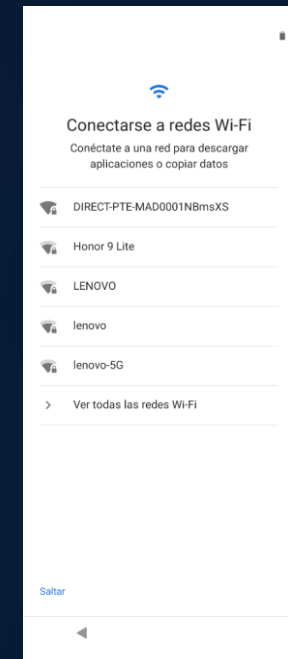 Conectarse a redes Wi-Fi
Conéctate a una red para descargar
aplicaciones o copiar datos
DIRECT-PTE-MAD0001NBmsXS
Honor 9 Lite
LENOVO
lenovo
lenovo-5G
Ver todas las redes Wi-Fi
Saltar